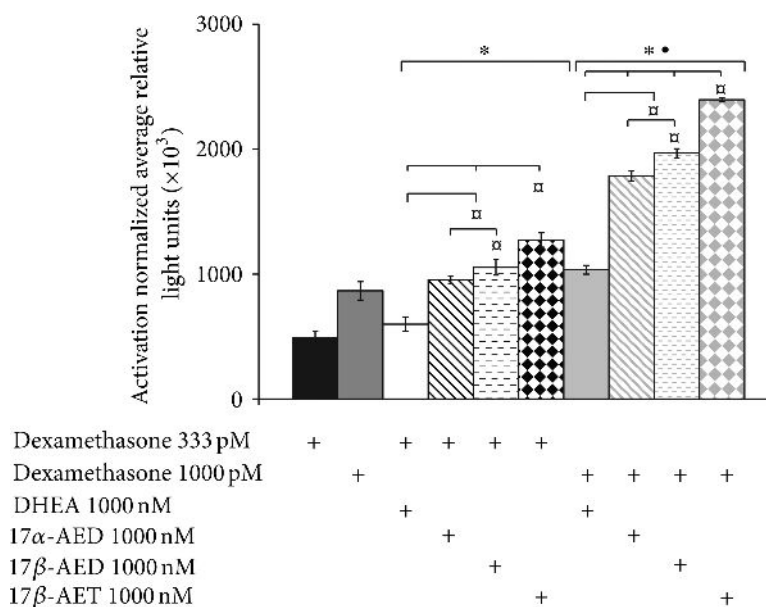 Activation normalized average relative
light units (×10³)
3000
2000
1000
0
*
* •
¤
¤
¤
¤
¤
¤
Dexamethasone 333 pM + + + + +
Dexamethasone 1000 pM + + + + +
DHEA 1000 nM + +
17α-AED 1000 nM + +
17β-AED 1000 nM + +
17β-AET 1000 nM + +